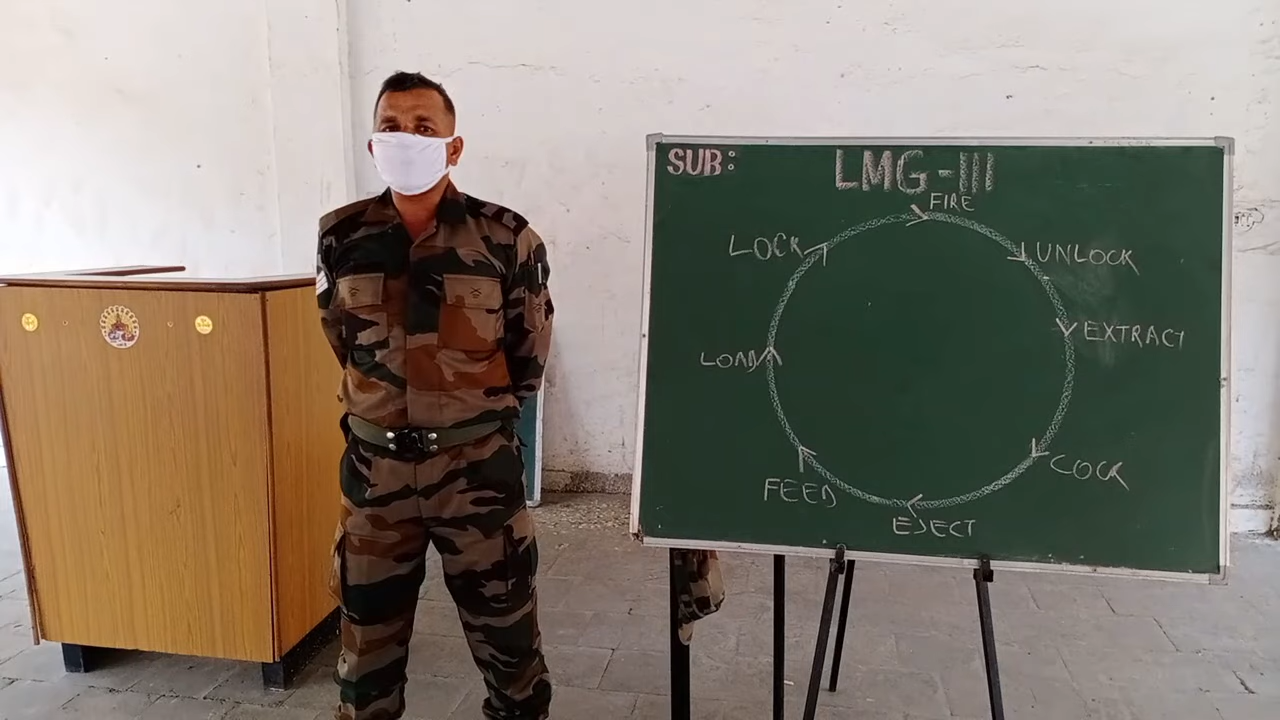 SUB: LMG-III
FIRE
LOCK
UNLOCK
EXTRACT
LOAD
COCK
FEED
EJECT